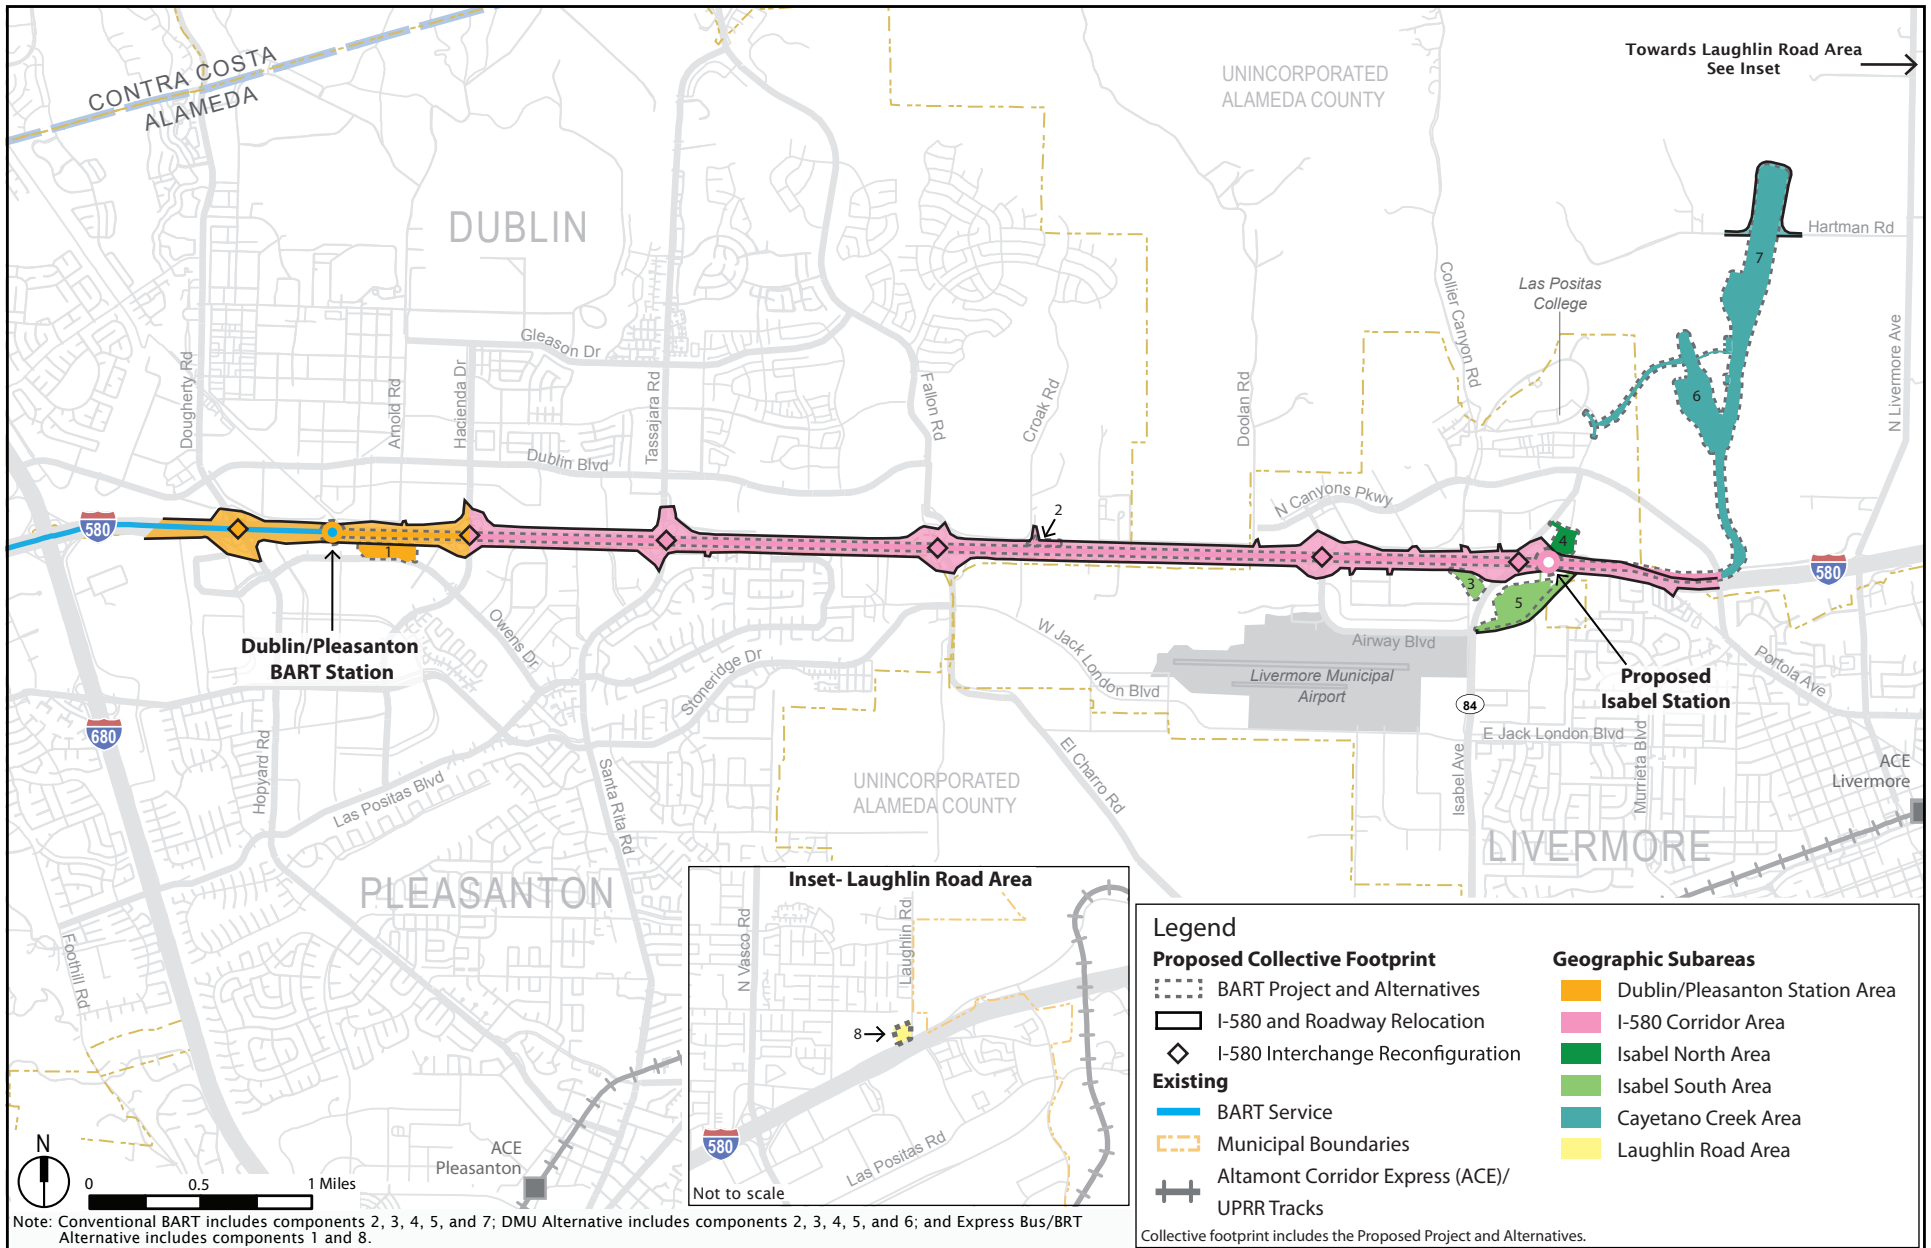 Towards Laughlin Road Area
See Inset
CONTRA COSTA
ALAMEDA
UNINCORPORATED
ALAMEDA COUNTY
DUBLIN
Hartman Rd
7
Las Positas
College
Collier Canyon Rd
N Livermore Ave
Gleason Dr
Dougherty Rd
Arnold Rd
Hacienda Dr
Tassajara Rd
Fallon Rd
Croak Rd
Doolan Rd
6
Dublin Blvd
N Canyons Pkwy
2
580
1
4
580
3
5
Dublin/Pleasanton
BART Station
Owens Dr
Stoneridge Dr
W Jack London Blvd
Airway Blvd
Livermore Municipal
Airport
Proposed
Isabel Station
Portola Ave
84
680
Hopyard Rd
Las Positas Blvd
Santa Rita Rd
El Charro Rd
E Jack London Blvd
Isabel Ave
Murrieta Blvd
ACE
Livermore
UNINCORPORATED
ALAMEDA COUNTY
LIVERMORE
PLEASANTON
Foothill Rd
ACE
Pleasanton
Inset- Laughlin Road Area
N Vasco Rd
Laughlin Rd
8
580
Las Positas Rd
Not to scale
Legend
Proposed Collective Footprint
BART Project and Alternatives
I-580 and Roadway Relocation
I-580 Interchange Reconfiguration
Existing
BART Service
Municipal Boundaries
Altamont Corridor Express (ACE)/
UPRR Tracks
Geographic Subareas
Dublin/Pleasanton Station Area
I-580 Corridor Area
Isabel North Area
Isabel South Area
Cayetano Creek Area
Laughlin Road Area
Collective footprint includes the Proposed Project and Alternatives.
N
0 0.5 1 Miles
Note: Conventional BART includes components 2, 3, 4, 5, and 7; DMU Alternative includes components 2, 3, 4, 5, and 6; and Express Bus/BRT
Alternative includes components 1 and 8.